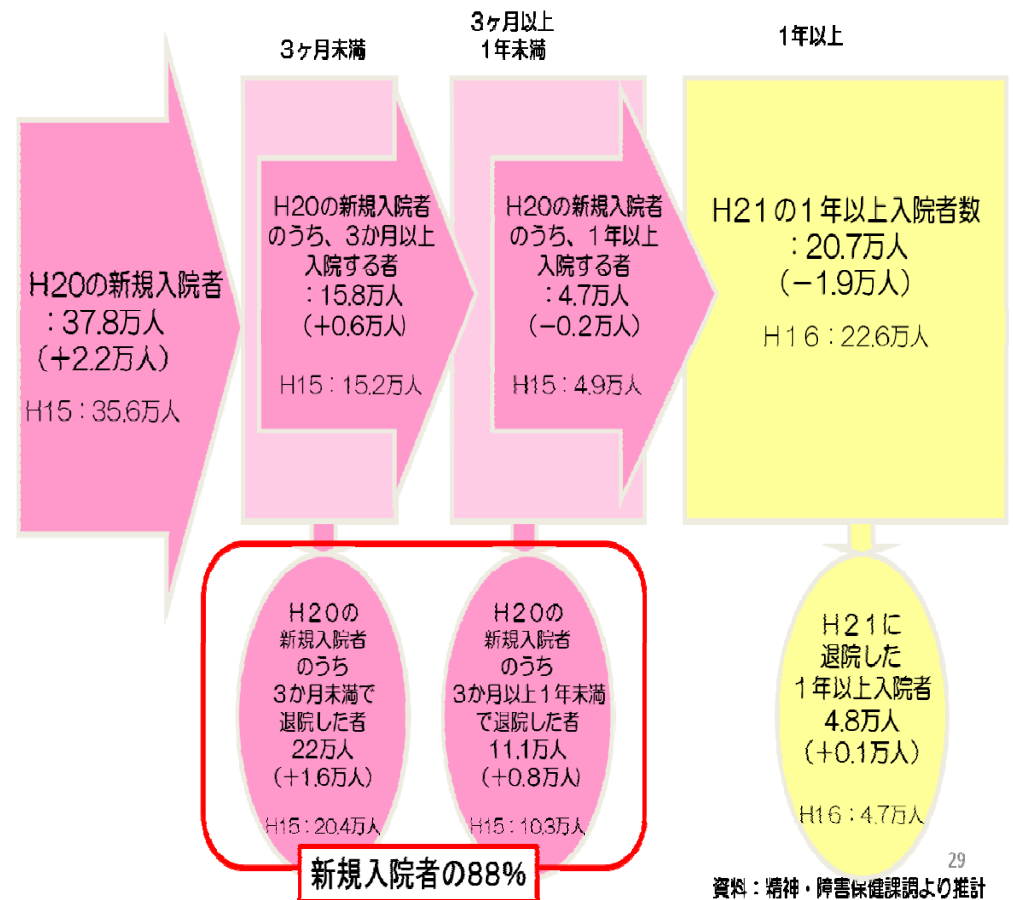 3ヶ月未満
3ヶ月以上
1年未満
1年以上
H20の新規入院者
:37.8万人
(+2.2万人)
H15:35.6万人
H20の新規入院者
のうち、3か月以上
入院する者
:15.8万人
(+0.6万人)
H15:15.2万人
H20の新規入院者
のうち、1年以上
入院する者
:4.7万人
(-0.2万人)
H15:4.9万人
H21の1年以上入院者数
:20.7万人
(-1.9万人)
H16:22.6万人
H20の
新規入院者
のうち
3か月未満で
退院した者
22万人
(+1.6万人)
H15:20.4万人
H20の
新規入院者
のうち
3か月以上1年未満
で退院した者
11.1万人
(+0.8万人)
H15:10.3万人
H21に
退院した
1年以上入院者
4.8万人
(+0.1万人)
H16:4.7万人
新規入院者の88%
29
資料:精神・障害保健課調より推計